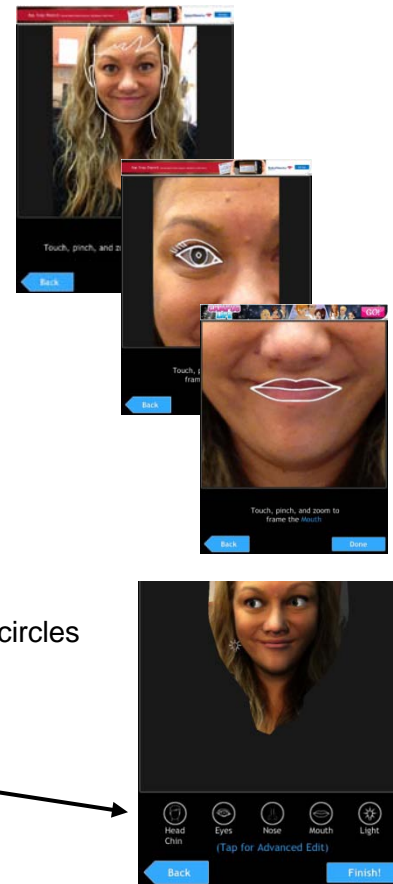 Touch, pinch, and z
Back
Touch,
fram
Back
GO!
Touch, pinch, and zoom to
frame the Mouth
Back
Done
circles
Head
Chin
Eyes
Nose
Mouth
Light
(Tap for Advanced Edit)
Back
Finish!